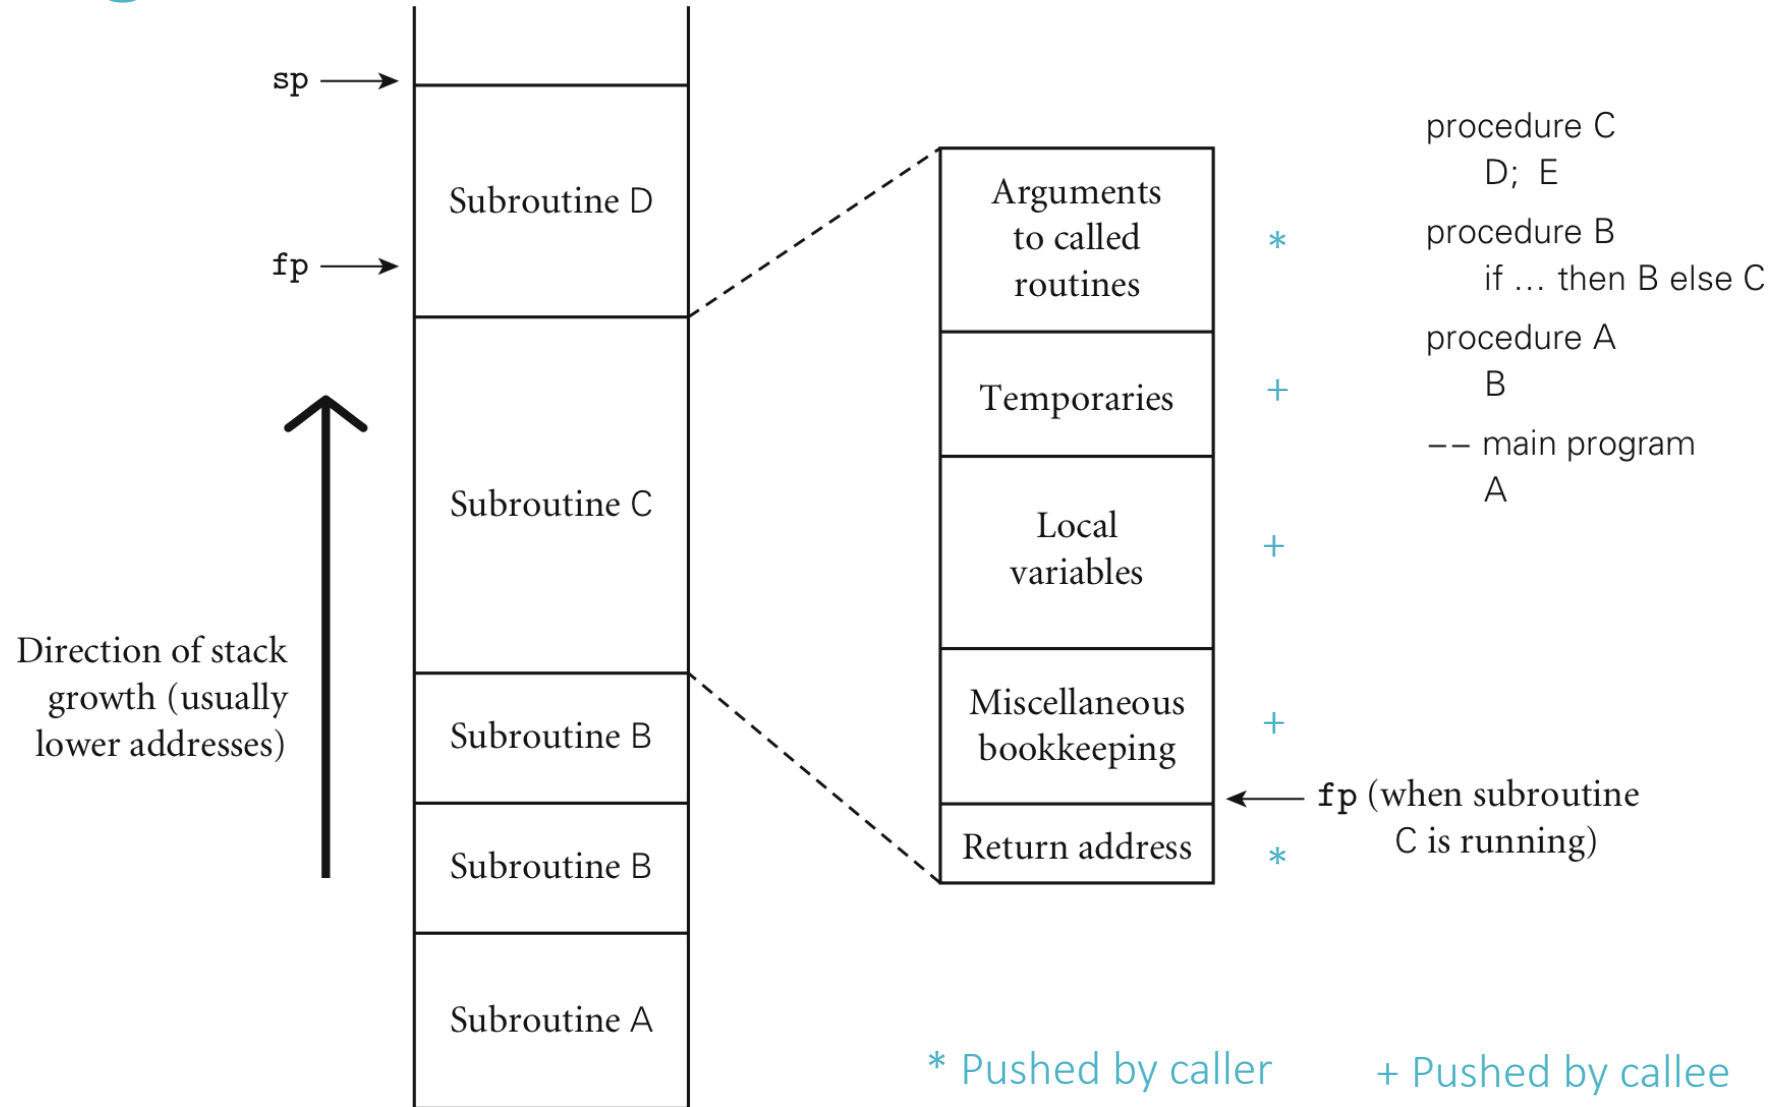 sp
Subroutine D
fp
Subroutine C
Direction of stack
growth (usually
lower addresses)
Subroutine B
Subroutine B
Subroutine A
Arguments
to called
routines
*
Temporaries
+
Local
variables
+
Miscellaneous
bookkeeping
+
fp (when subroutine
C is running)
Return address
*
procedure C
D; E
procedure B
if ... then B else C
procedure A
B
-- main program
A
* Pushed by caller
+ Pushed by callee